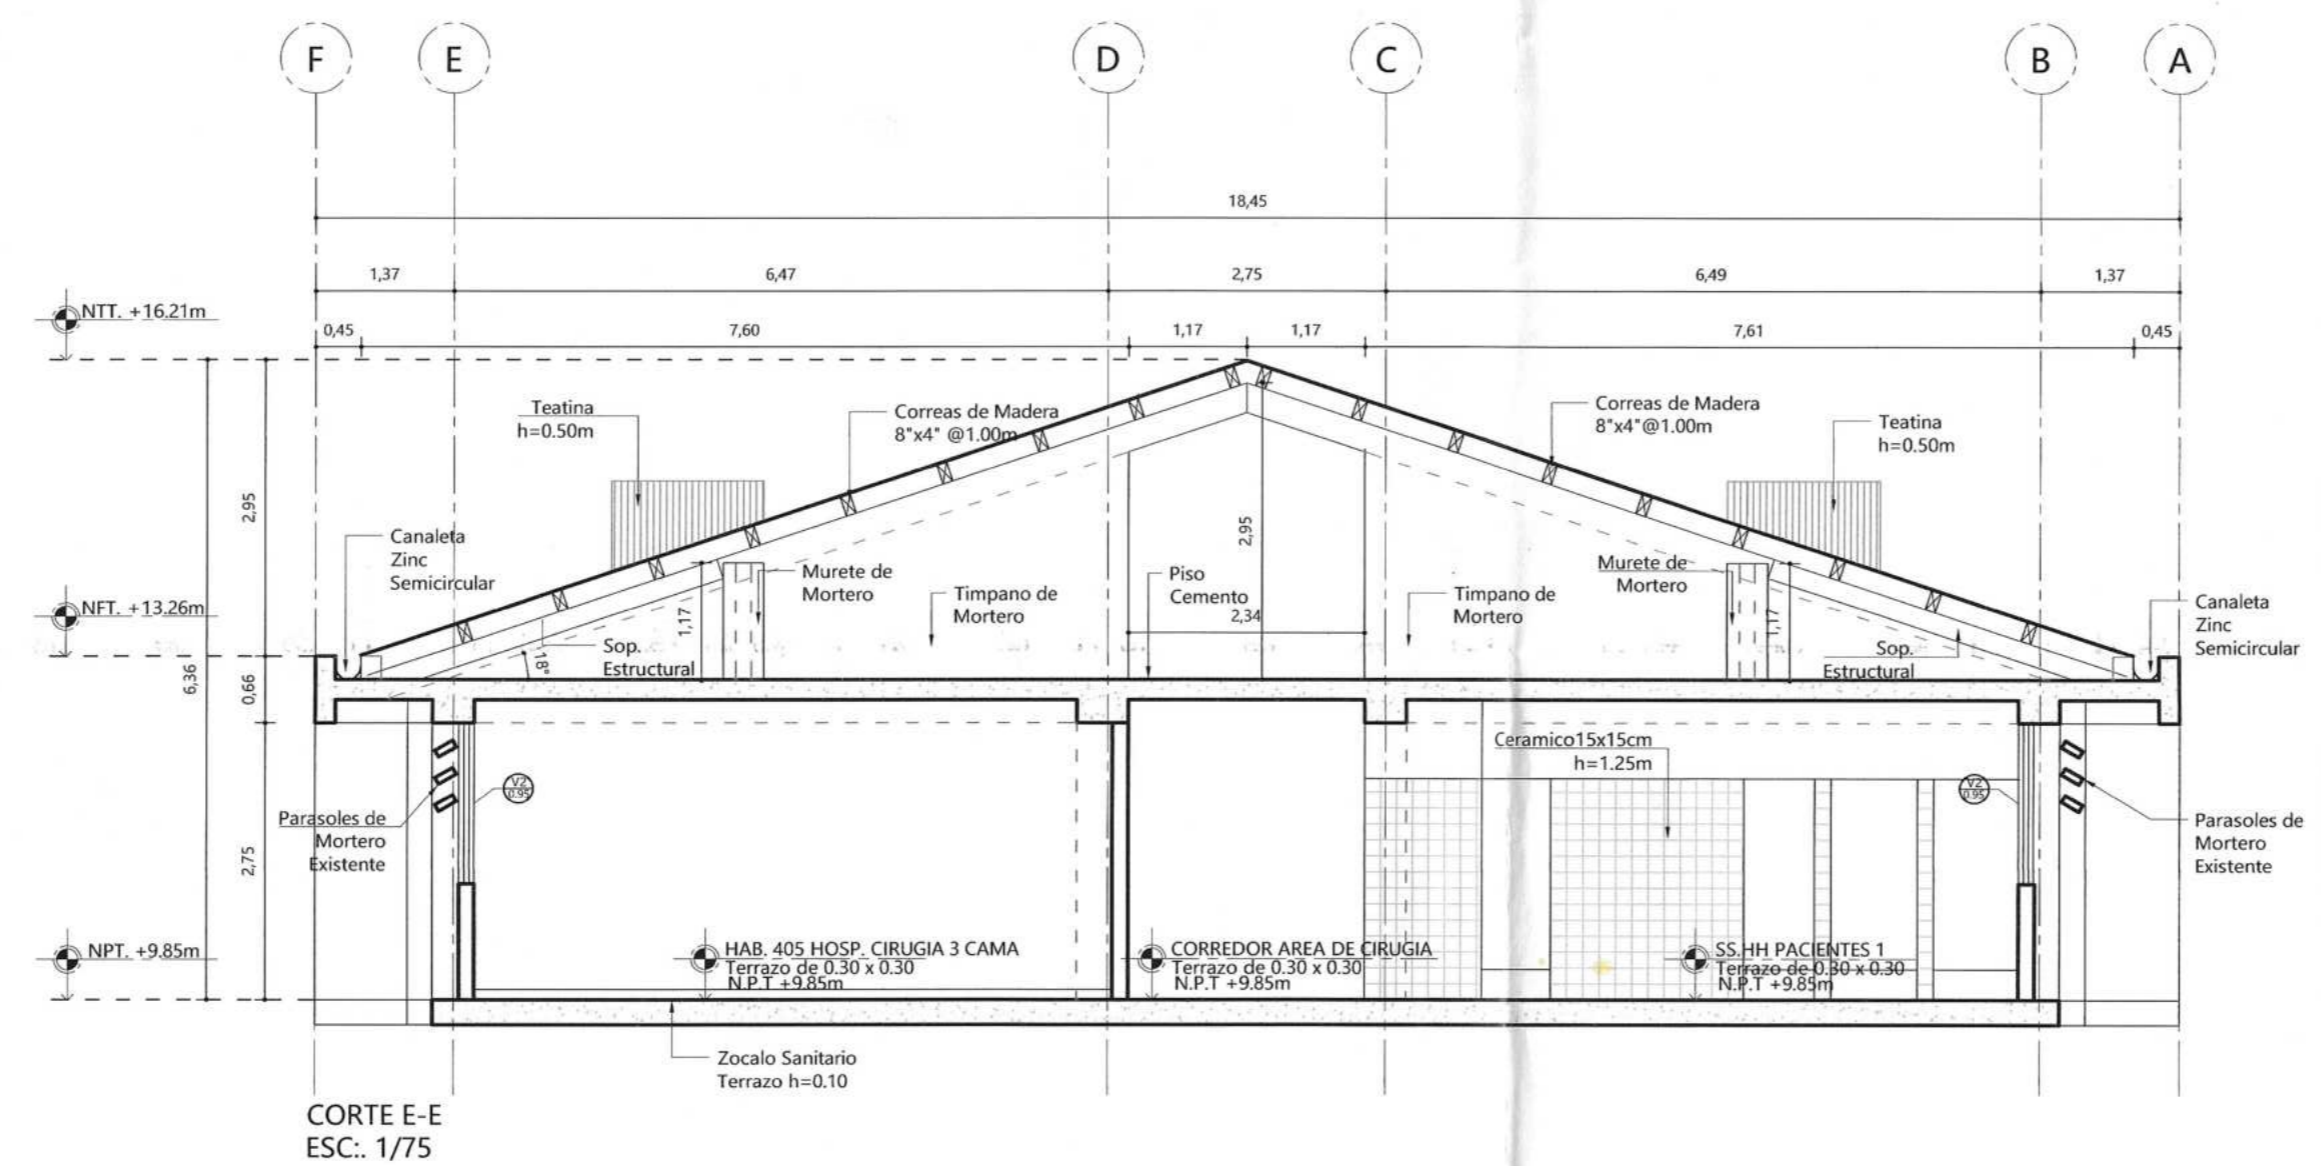 F E D C B A
18,45
1,37 6,47 2,75 6,49 1,37
NTT. +16.21m
0,45 7,60 1,17 1,17 7,61 0,45
Teatina
h=0.50m
Correas de Madera
8"x4" @1.00m
Correas de Madera
8"x4"@1.00m
Teatina
h=0.50m
2,95
2,95
Canaleta
Zinc
Semicircular
Murete de
Mortero
Timpano de
Mortero
Piso
Cemento
2,34
Timpano de
Mortero
Murete de
Mortero
Canaleta
Zinc
Semicircular
NFT. +13.26m
1,17
1,17
18°
Sop.
Estructural
Sop.
Estructural
6,36
0,66
2,75
Ceramico15x15cm
h=1.25m
V2
0.95
V2
0.95
Parasoles de
Mortero
Existente
Parasoles de
Mortero
Existente
NPT. +9.85m
HAB. 405 HOSP. CIRUGIA 3 CAMA
Terrazo de 0.30 x 0.30
N.P.T +9.85m
CORREDOR AREA DE CIRUGIA
Terrazo de 0.30 x 0.30
N.P.T +9.85m
SS.HH PACIENTES 1
Terrazo de 0.30 x 0.30
N.P.T +9.85m
Zocalo Sanitario
Terrazo h=0.10
CORTE E-E
ESC:. 1/75